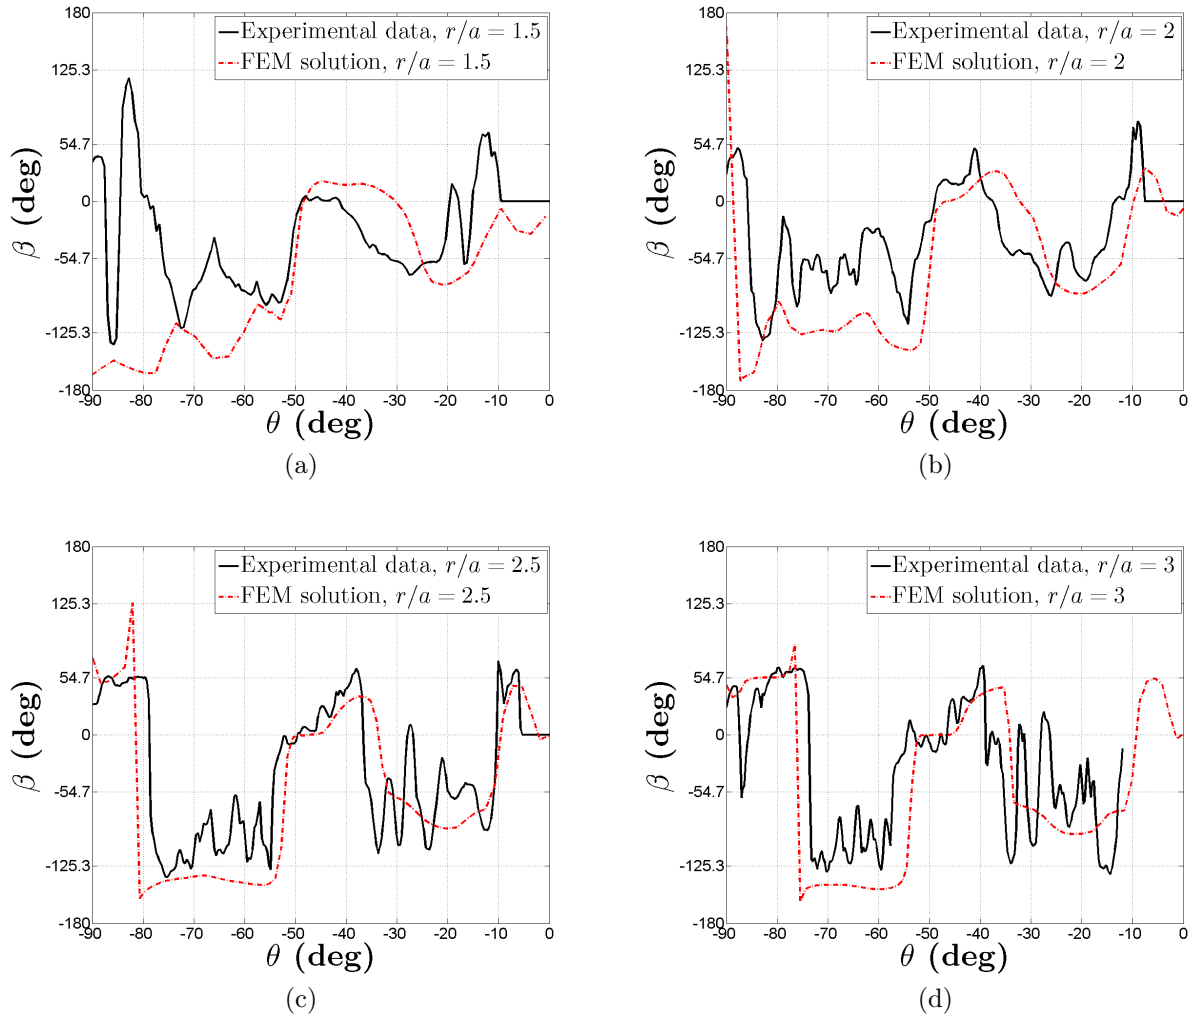 180
125.3
54.7
0
-54.7
-125.3
-180
β (deg)
Experimental data, r/a = 1.5
FEM solution, r/a = 1.5
-90 -80 -70 -60 -50 -40 -30 -20 -10 0
θ (deg)
(a)
180
125.3
54.7
0
-54.7
-125.3
-180
β (deg)
Experimental data, r/a = 2
FEM solution, r/a = 2
-90 -80 -70 -60 -50 -40 -30 -20 -10 0
θ (deg)
(b)
180
125.3
54.7
0
-54.7
-125.3
-180
β (deg)
Experimental data, r/a = 2.5
FEM solution, r/a = 2.5
-90 -80 -70 -60 -50 -40 -30 -20 -10 0
θ (deg)
(c)
180
125.3
54.7
0
-54.7
-125.3
-180
β (deg)
Experimental data, r/a = 3
FEM solution, r/a = 3
-90 -80 -70 -60 -50 -40 -30 -20 -10 0
θ (deg)
(d)